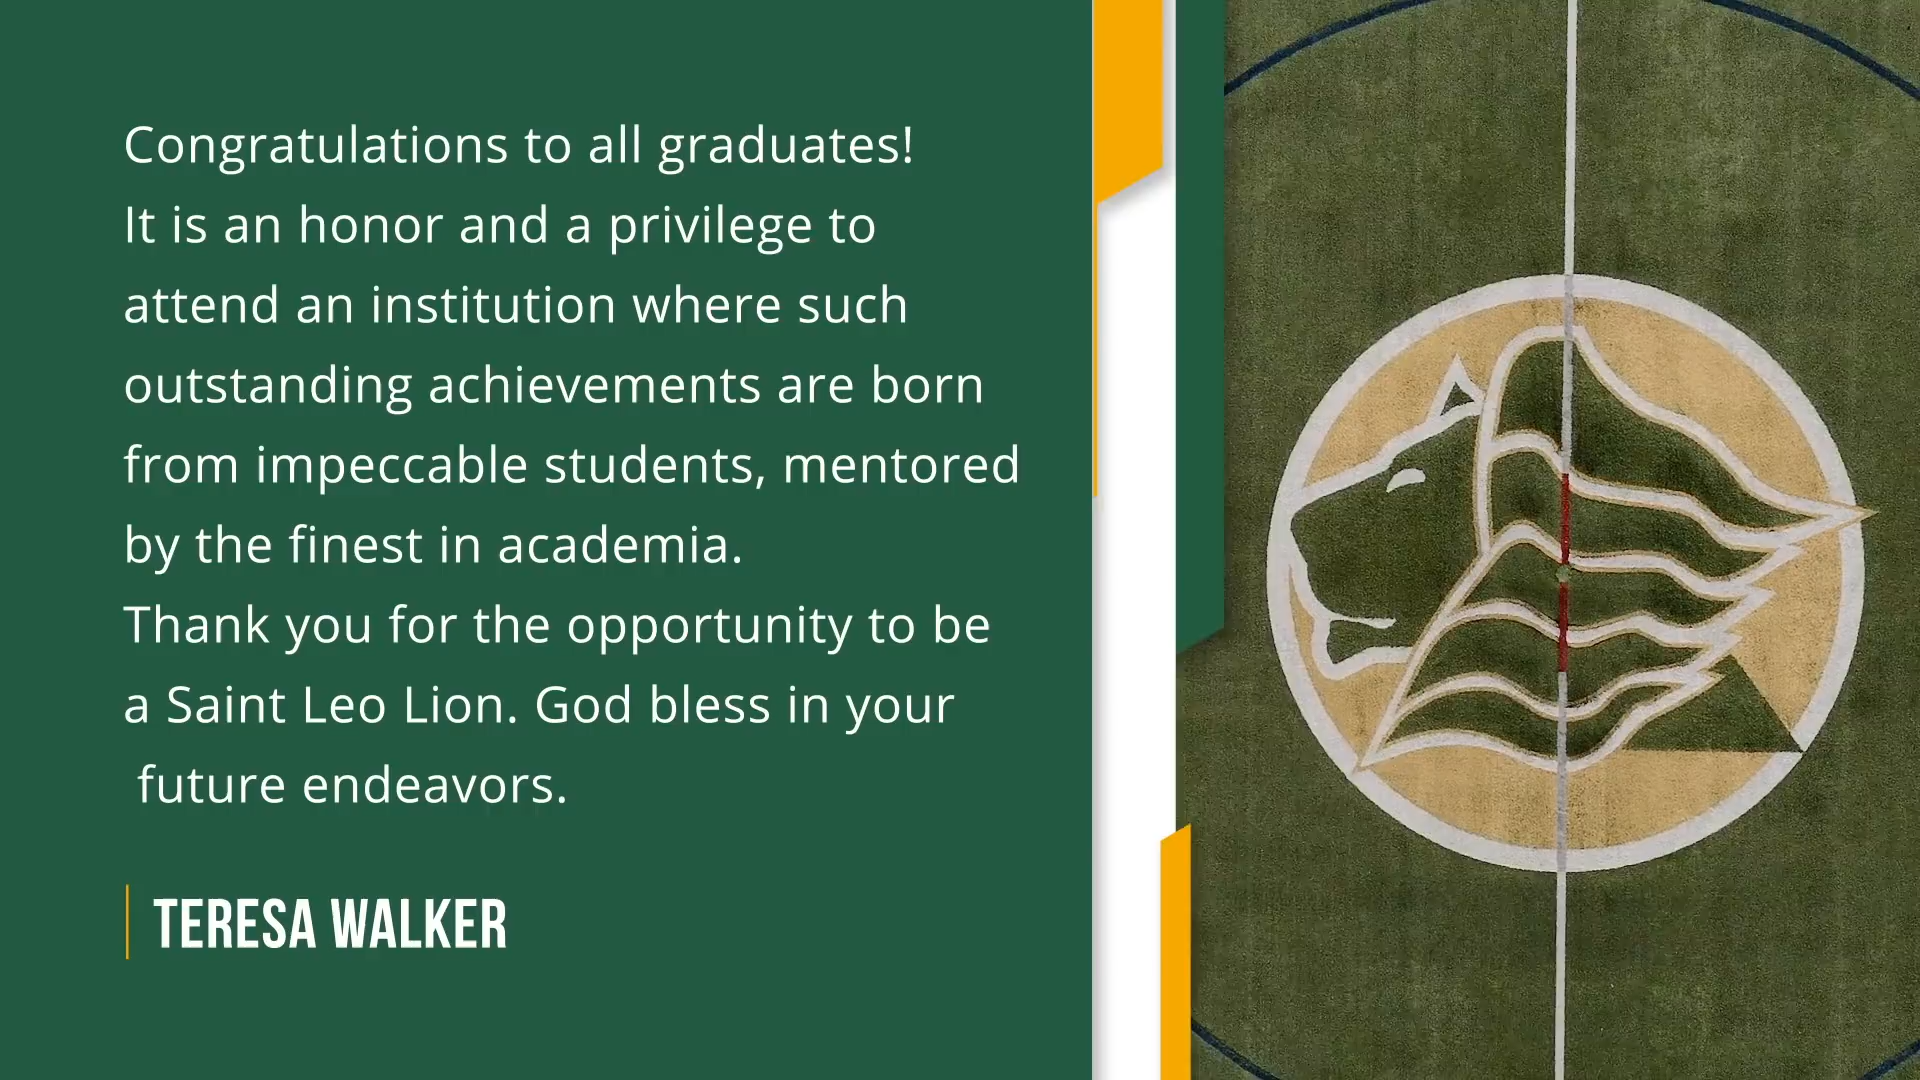 Congratulations to all graduates!
It is an honor and a privilege to
attend an institution where such
outstanding achievements are born
from impeccable students, mentored
by the finest in academia.
Thank you for the opportunity to be
a Saint Leo Lion. God bless in your
future endeavors.
TERESA WALKER